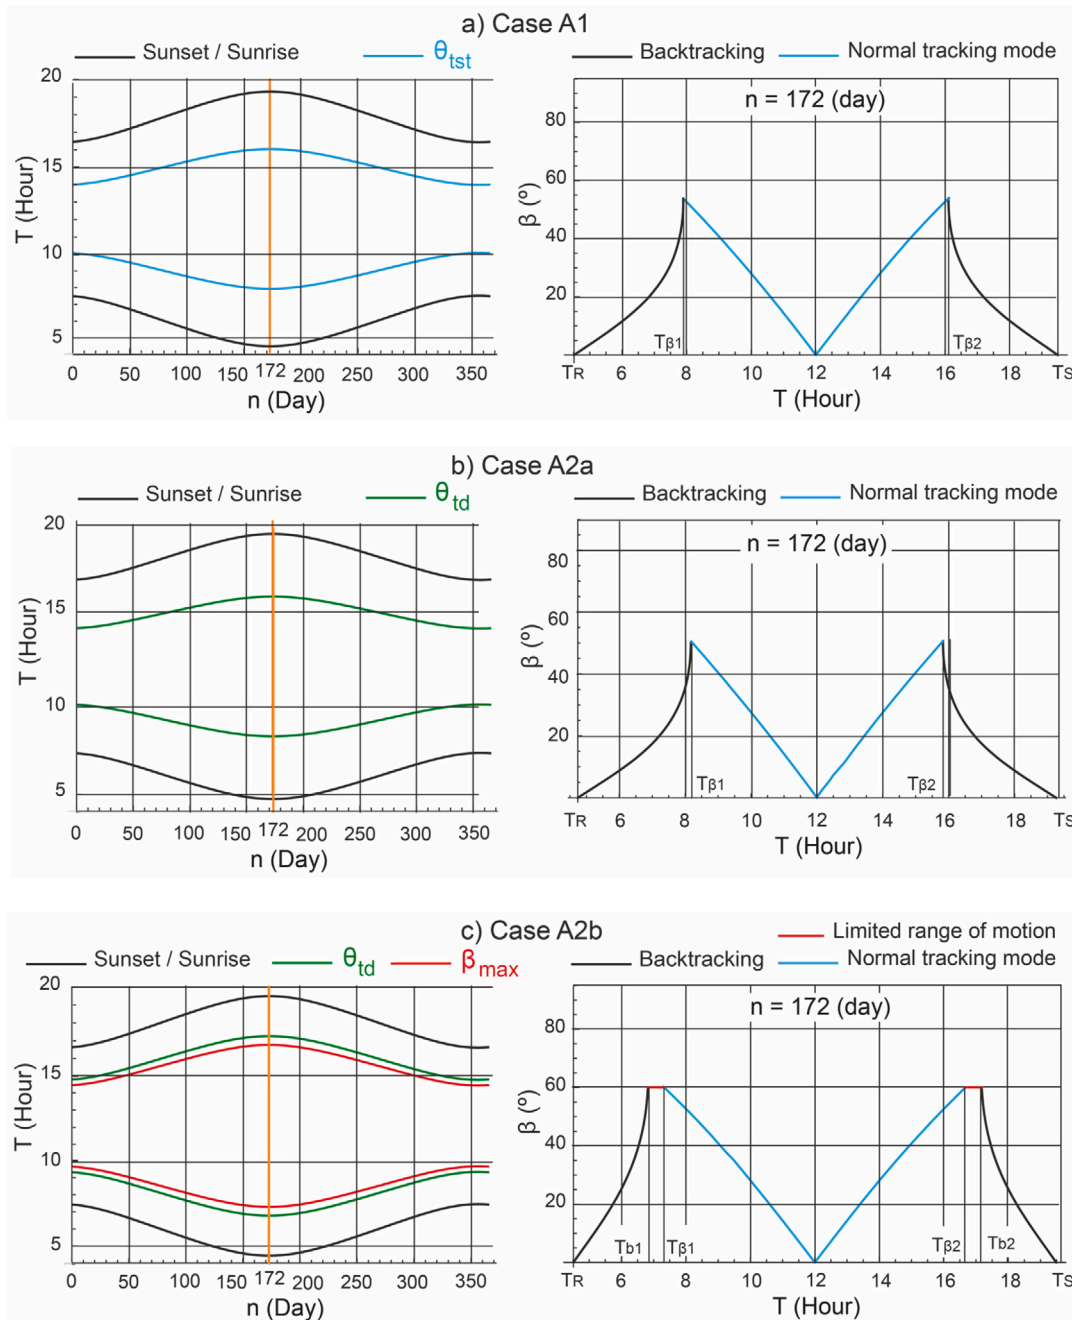 a) Case A1
Sunset / Sunrise θtst
Backtracking Normal tracking mode
n = 172 (day)
20
15
10
5
T (Hour)
0 50 100 150 172 200 250 300 350
n (Day)
80
60
40
20
β (º)
Tβ1 Tβ2
TR 6 8 10 12 14 16 18 TS
T (Hour)
b) Case A2a
Sunset / Sunrise θtd
Backtracking Normal tracking mode
n = 172 (day)
20
15
10
5
T (Hour)
0 50 100 150 172 200 250 300 350
n (Day)
80
60
40
20
β (º)
Tβ1 Tβ2
TR 6 8 10 12 14 16 18 TS
T (Hour)
c) Case A2b
Limited range of motion
Sunset / Sunrise θtd βmax
Backtracking Normal tracking mode
n = 172 (day)
20
15
10
5
T (Hour)
0 50 100 150 172 200 250 300 350
n (Day)
80
60
40
20
β (º)
Tb1 Tβ1 Tβ2 Tb2
TR 6 8 10 12 14 16 18 TS
T (Hour)